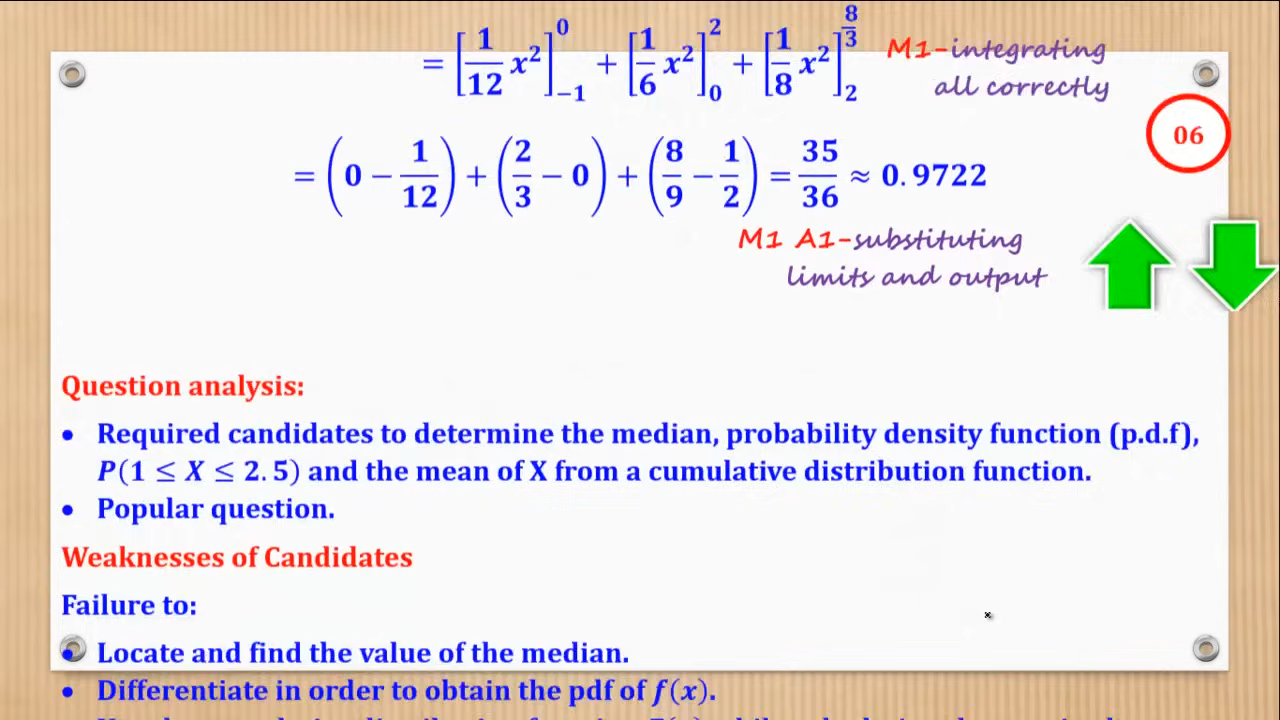 = [1/12 x²]₋₁⁰ + [1/6 x²]₀² + [1/8 x²]₂^(8/3) M1-integrating
all correctly
06
= (0 − 1/12) + (2/3 − 0) + (8/9 − 1/2) = 35/36 ≈ 0.9722
M1 A1-substituting
limits and output
Question analysis:
• Required candidates to determine the median, probability density function (p.d.f),
P(1 ≤ X ≤ 2.5) and the mean of X from a cumulative distribution function.
• Popular question.
Weaknesses of Candidates
Failure to:
• Locate and find the value of the median.
• Differentiate in order to obtain the pdf of f(x).